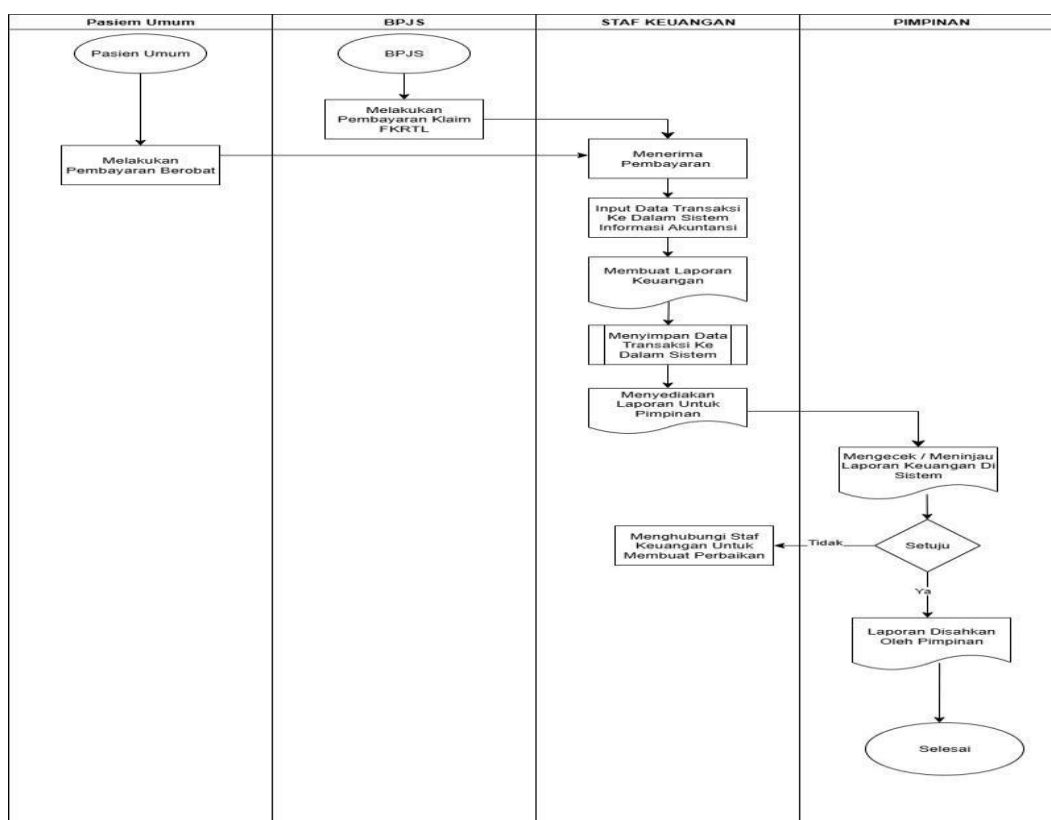 Pasiem Umum
BPJS
STAF KEUANGAN
PIMPINAN
Pasien Umum
BPJS
Melakukan
Pembayaran Klaim
FKRTL
Melakukan
Pembayaran Berobat
Menerima
Pembayaran
Input Data Transaksi
Ke Dalam Sistem
Informasi Akuntansi
Membuat Laporan
Keuangan
Menyimpan Data
Transaksi Ke
Dalam Sistem
Menyediakan
Laporan Untuk
Pimpinan
Mengecek / Meninjau
Laporan Keuangan Di
Sistem
Setuju
Tidak
Menghubungi Staf
Keuangan Untuk
Membuat Perbaikan
Ya
Laporan Disahkan
Oleh Pimpinan
Selesai